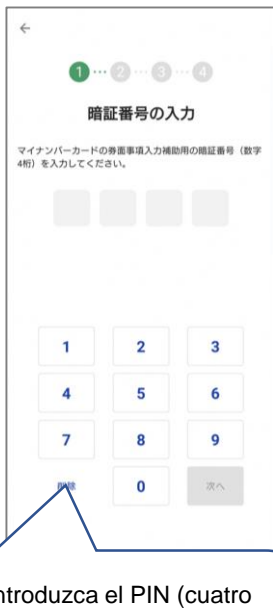 ←
1 2 3 4
暗証番号の入力
マイナンバーカードの券面事項入力補助用の暗証番号（数字
4桁）を入力してください。
1 2 3
4 5 6
7 8 9
削除 0 次へ
ntroduzca el PIN (cuatro